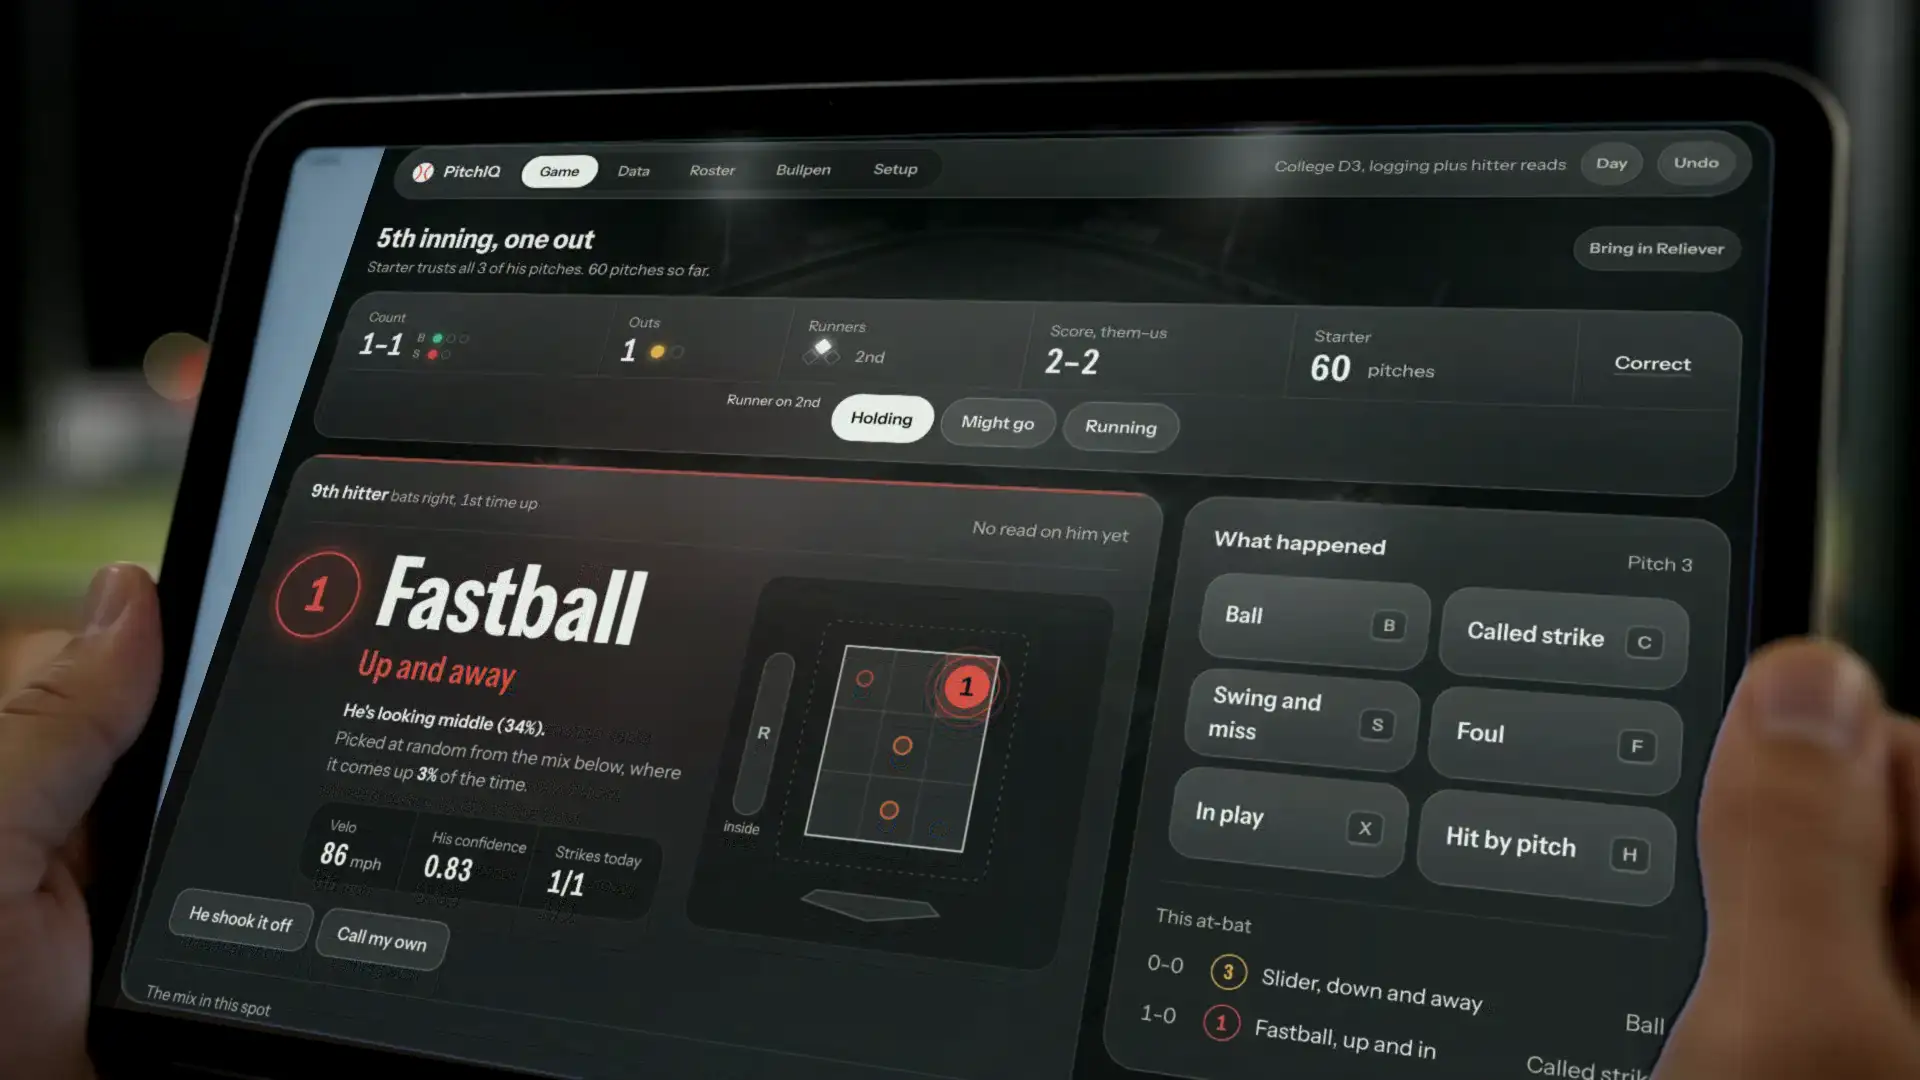 PitchIQ
Game
Data
Roster
Bullpen
Setup
College D3, logging plus hitter reads
Day
Undo
5th inning, one out
Starter trusts all 3 of his pitches. 60 pitches so far.
Bring in Reliever
Count
1-1
B
S
Outs
1
Runners
2nd
Score, them-us
2-2
Starter
60 pitches
Correct
Runner on 2nd
Holding
Might go
Running
9th hitter bats right, 1st time up
No read on him yet
1
Fastball
Up and away
He's looking middle (34%).
Picked at random from the mix below, where
it comes up 3% of the time.
Velo
86 mph
His confidence
0.83
Strikes today
1/1
He shook it off
Call my own
The mix in this spot
R
inside
1
What happened
Pitch 3
Ball B
Called strike C
Swing and
miss
S
Foul F
In play X
Hit by pitch H
This at-bat
0-0 3 Slider, down and away
Ball
1-0 1 Fastball, up and in
Called